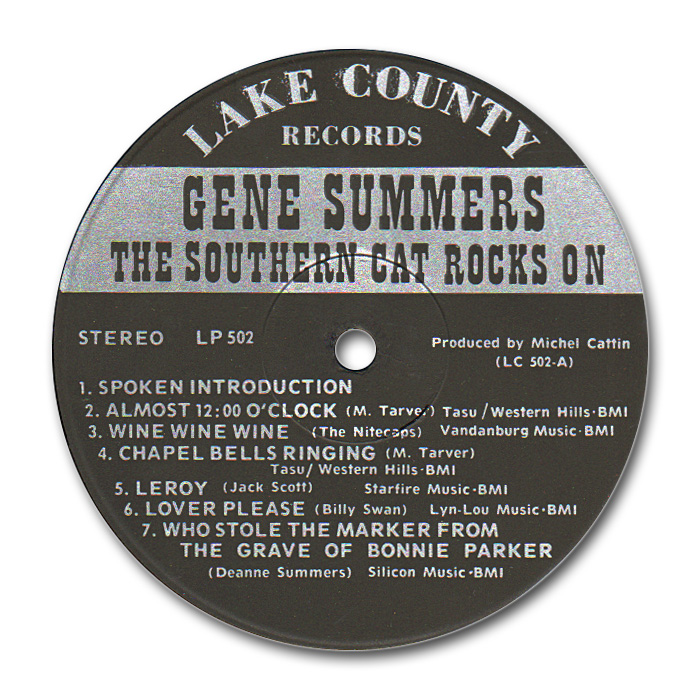 LAKE COUNTY
RECORDS
GENE SUMMERS
THE SOUTHERN CAT ROCKS ON
STEREO LP 502
Produced by Michel Cattin
(LC 502-A)
1. SPOKEN INTRODUCTION
2. ALMOST 12:00 O'CLOCK (M. Tarver) Tasu / Western Hills·BMI
3. WINE WINE WINE (The Nitecaps) Vandanburg Music·BMI
4. CHAPEL BELLS RINGING (M. Tarver)
Tasu / Western Hills·BMI
5. LEROY (Jack Scott) Starfire Music·BMI
6. LOVER PLEASE (Billy Swan) Lyn-Lou Music·BMI
7. WHO STOLE THE MARKER FROM
THE GRAVE OF BONNIE PARKER
(Deanne Summers) Silicon Music·BMI